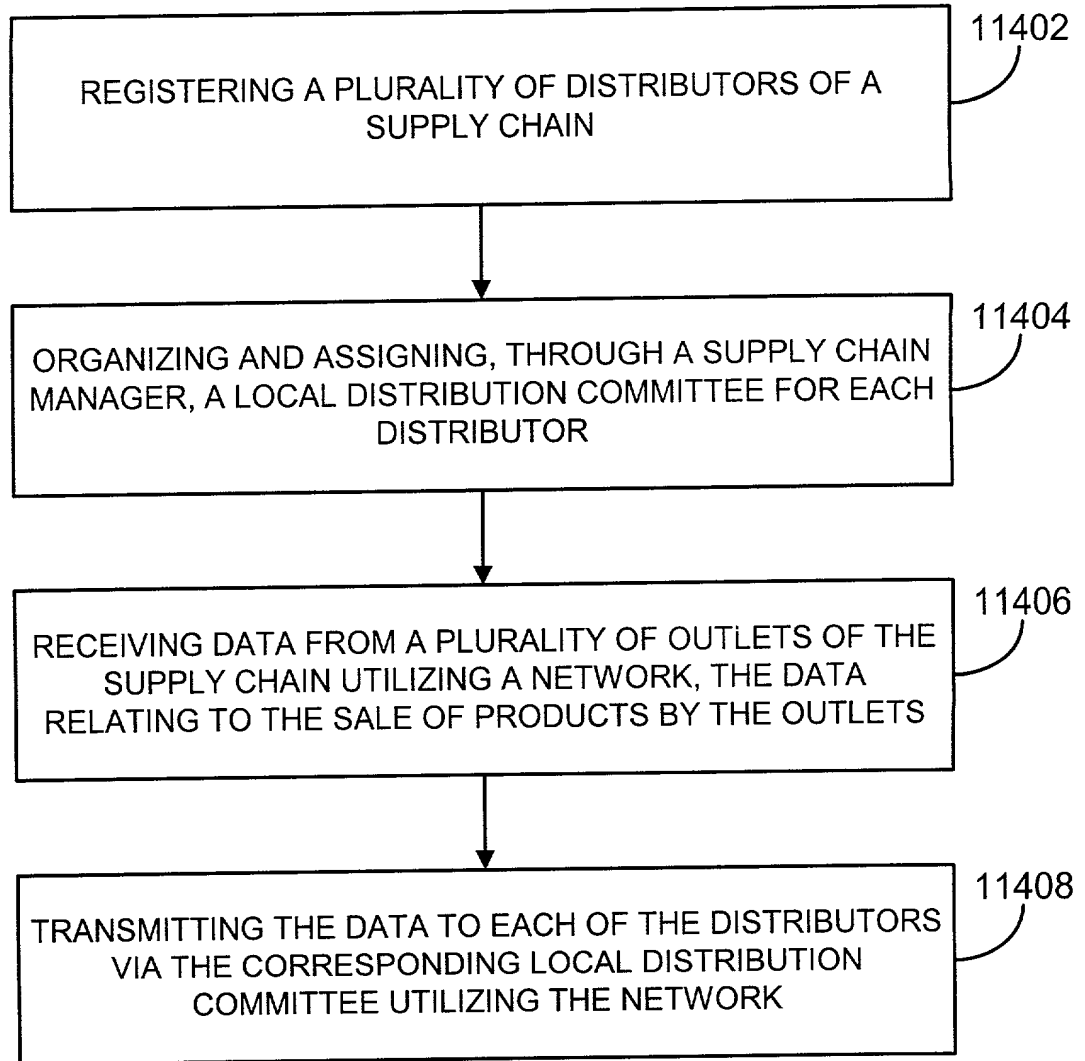 11402
REGISTERING A PLURALITY OF DISTRIBUTORS OF A
SUPPLY CHAIN
11404
ORGANIZING AND ASSIGNING, THROUGH A SUPPLY CHAIN
MANAGER, A LOCAL DISTRIBUTION COMMITTEE FOR EACH
DISTRIBUTOR
11406
RECEIVING DATA FROM A PLURALITY OF OUTLETS OF THE
SUPPLY CHAIN UTILIZING A NETWORK, THE DATA
RELATING TO THE SALE OF PRODUCTS BY THE OUTLETS
11408
TRANSMITTING THE DATA TO EACH OF THE DISTRIBUTORS
VIA THE CORRESPONDING LOCAL DISTRIBUTION
COMMITTEE UTILIZING THE NETWORK